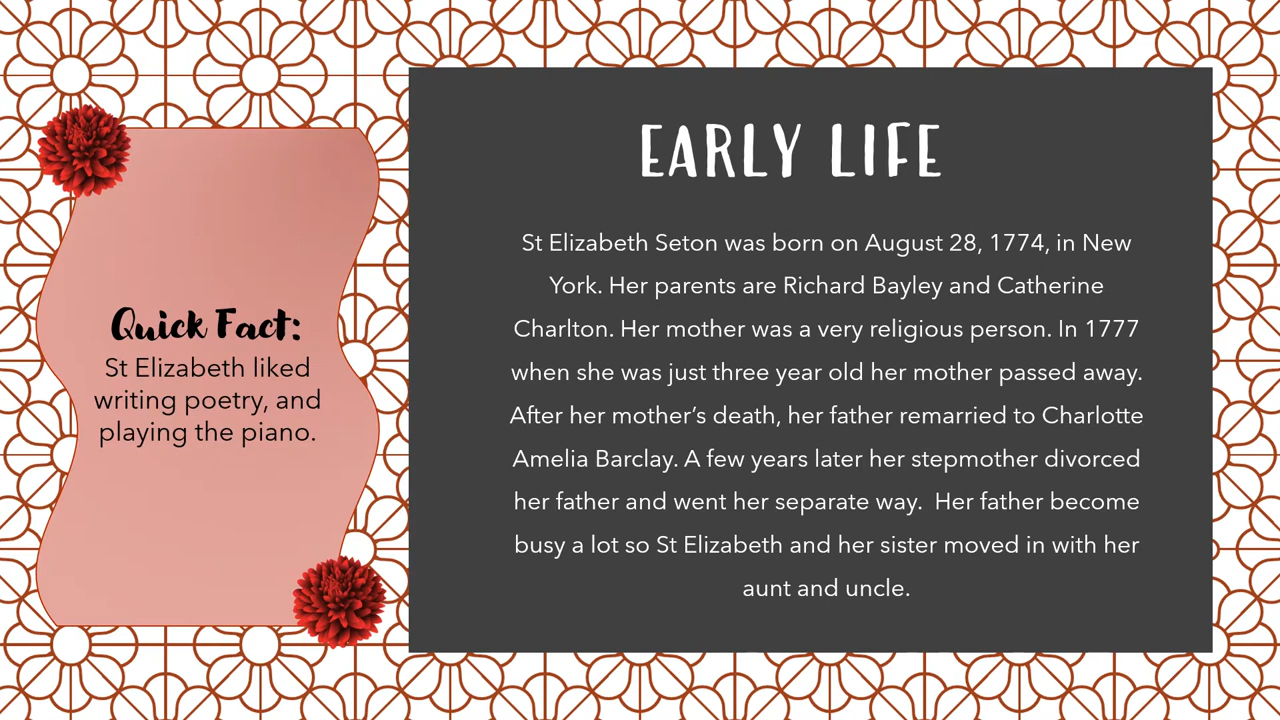 Quick Fact:
St Elizabeth liked
writing poetry, and
playing the piano.
EARLY LIFE
St Elizabeth Seton was born on August 28, 1774, in New
York. Her parents are Richard Bayley and Catherine
Charlton. Her mother was a very religious person. In 1777
when she was just three year old her mother passed away.
After her mother’s death, her father remarried to Charlotte
Amelia Barclay. A few years later her stepmother divorced
her father and went her separate way.  Her father become
busy a lot so St Elizabeth and her sister moved in with her
aunt and uncle.